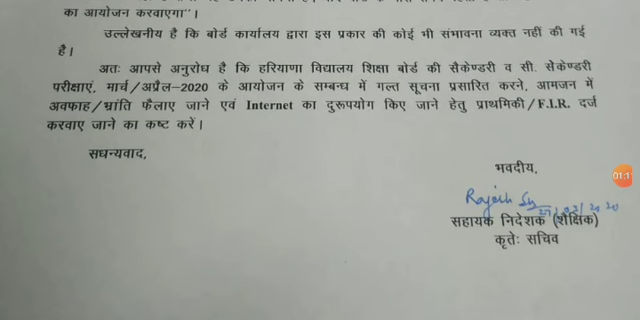 का आयोजन करवाएगा"।
उल्लेखनीय है कि बोर्ड कार्यालय द्वारा इस प्रकार की कोई भी संभावना व्यक्त नहीं की गई
है।
अतः आपसे अनुरोध है कि हरियाणा विद्यालय शिक्षा बोर्ड की सैकेण्डरी व सी. सेकेण्डरी
परीक्षाएं, मार्च/अप्रैल-2020 के आयोजन के सम्बन्ध में गल्त सूचना प्रसारित करने, आमजन में
अवफाह/भ्रांति फैलाए जाने एवं Internet का दुरूपयोग किए जाने हेतु प्राथमिकी/F.I.R. दर्ज
करवाए जाने का कष्ट करें।
सधन्यवाद,
भवदीय,
01:1
Rajesh
सहायक निदेशक (शैक्षिक)
कृतेः सचिव